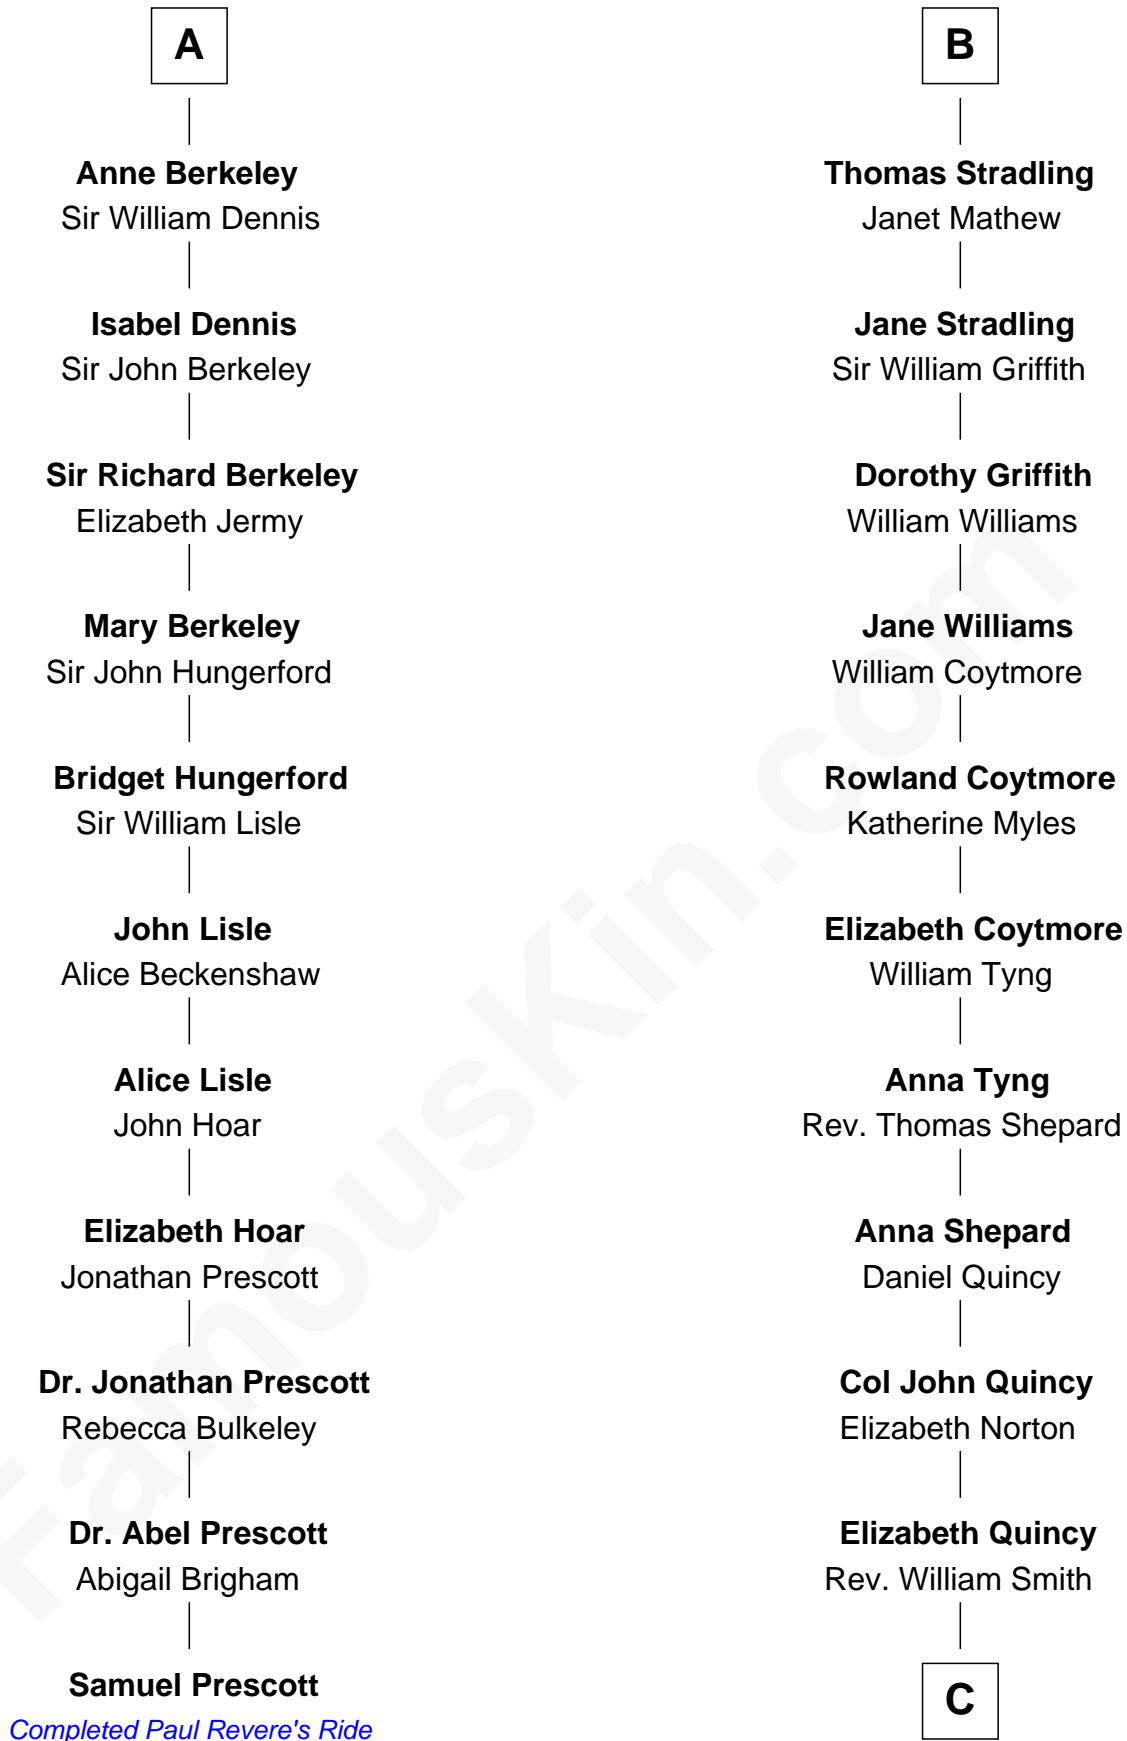 A
Anne Berkeley
Sir William Dennis
Isabel Dennis
Sir John Berkeley
Sir Richard Berkeley
Elizabeth Jermy
Mary Berkeley
Sir John Hungerford
Bridget Hungerford
Sir William Lisle
John Lisle
Alice Beckenshaw
Alice Lisle
John Hoar
Elizabeth Hoar
Jonathan Prescott
Dr. Jonathan Prescott
Rebecca Bulkeley
Dr. Abel Prescott
Abigail Brigham
Samuel Prescott
Completed Paul Revere's Ride
B
Thomas Stradling
Janet Mathew
Jane Stradling
Sir William Griffith
Dorothy Griffith
William Williams
Jane Williams
William Coytmore
Rowland Coytmore
Katherine Myles
Elizabeth Coytmore
William Tyng
Anna Tyng
Rev. Thomas Shepard
Anna Shepard
Daniel Quincy
Col John Quincy
Elizabeth Norton
Elizabeth Quincy
Rev. William Smith
C
FamousKin.com